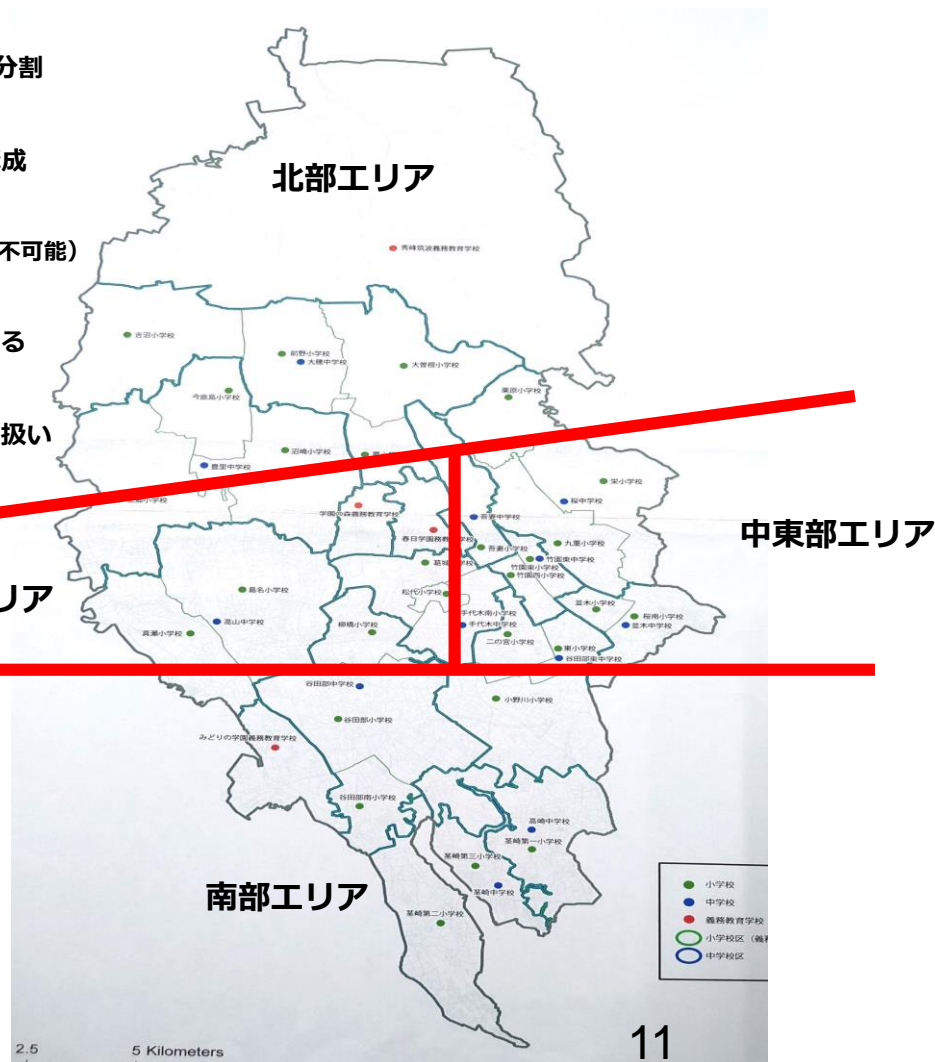 分割
成
北部エリア
不可能）
秀峰筑波義務教育学校
る
吉沼小学校
前野小学校
大穂中学校
大曽根小学校
栗原小学校
今鹿島小学校
扱い
沼崎小学校
豊里中学校
栄小学校
桜中学校
学園の森義務教育学校
吾妻中学校
中東部エリア
九重小学校
吾妻小学校
竹園東中学校
竹園東小学校
竹園西小学校
葛城小学校
リア
島名小学校
松代小学校
並木小学校
桜南小学校
手代木南小学校
高山中学校
手代木中学校
並木中学校
真瀬小学校
柳橋小学校
二の宮小学校
東小学校
谷田部東中学校
谷田部中学校
小野川小学校
谷田部小学校
みどりの学園義務教育学校
谷田部南小学校
高崎中学校
茎崎第一小学校
茎崎第三小学校
茎崎中学校
南部エリア
茎崎第二小学校
小学校
中学校
義務教育学校
小学校区（義
中学校区
2.5
5 Kilometers
11